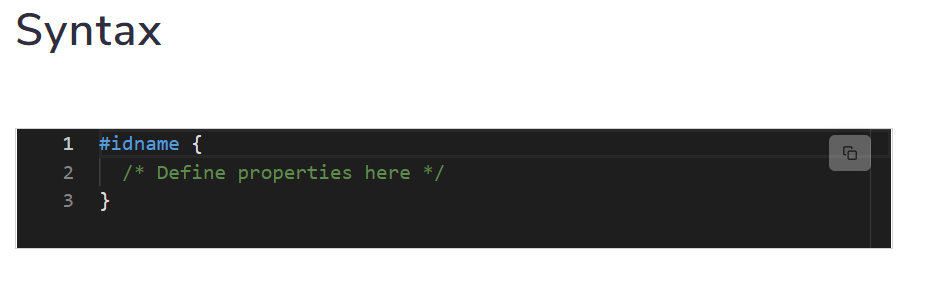 Syntax
1 #idname {
2 /* Define properties here */
3 }